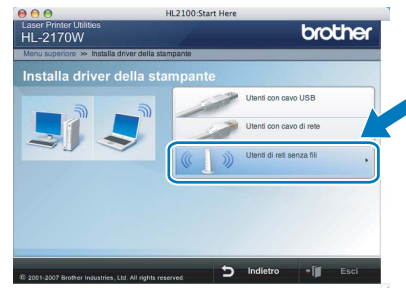 HL2100:Start Here
Laser Printer Utilities
HL-2170W
brother
Menu superiore >> Installa driver della stampante
Installa driver della stampante
Utenti con cavo USB
Utenti con cavo di rete
Utenti di reti senza fili
© 2001-2007 Brother Industries, Ltd. All rights reserved.
Indietro
Esci